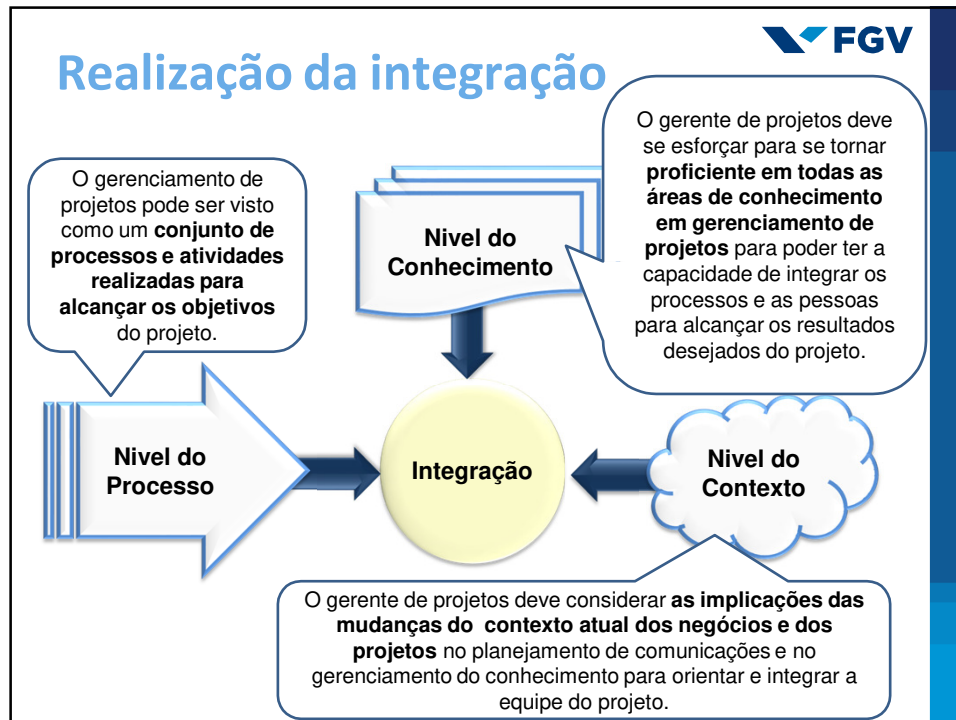 FGV
Realização da integração
O gerente de projetos deve
se esforçar para se tornar
proficiente em todas as
áreas de conhecimento
em gerenciamento de
projetos para poder ter a
capacidade de integrar os
processos e as pessoas
para alcançar os resultados
desejados do projeto.
O gerenciamento de
projetos pode ser visto
como um conjunto de
processos e atividades
realizadas para
alcançar os objetivos
do projeto.
Nivel do
Conhecimento
Nivel do
Processo
Integração
Nivel do
Contexto
O gerente de projetos deve considerar as implicações das
mudanças do contexto atual dos negócios e dos
projetos no planejamento de comunicações e no
gerenciamento do conhecimento para orientar e integrar a
equipe do projeto.